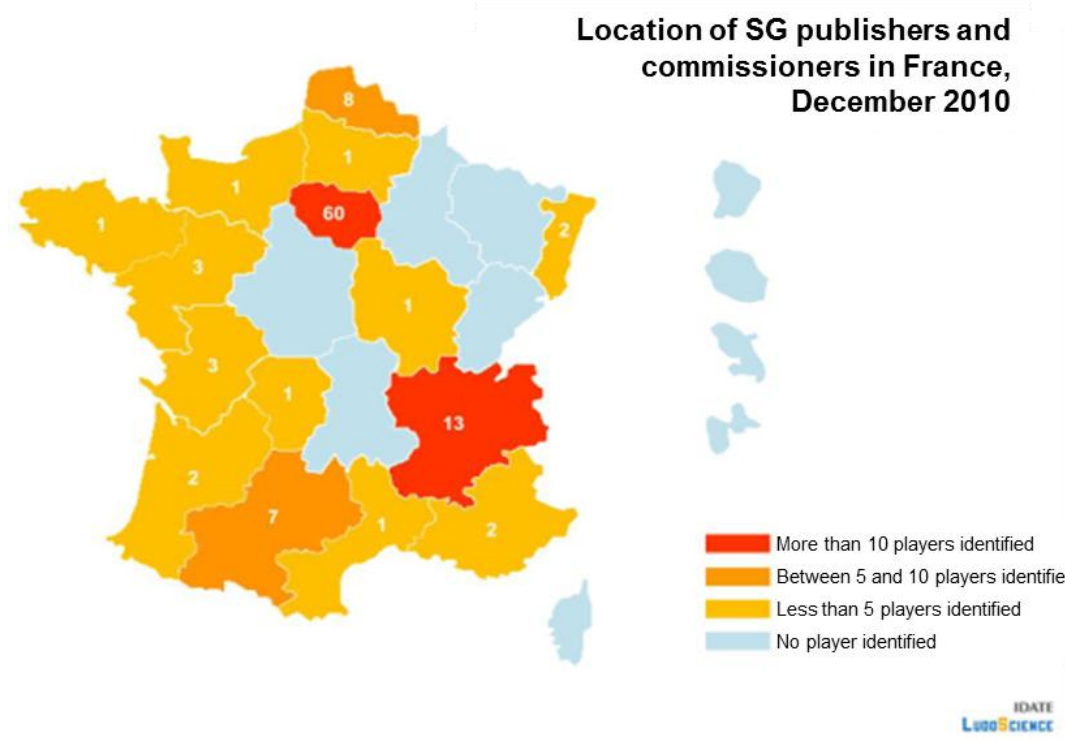 Location of SG publishers and
commissioners in France,
December 2010
8
1
1
60
1
2
3
1
3
1
13
2
7
1
2
More than 10 players identified
Between 5 and 10 players identifie
Less than 5 players identified
No player identified
IDATE
LUDOSCIENCE